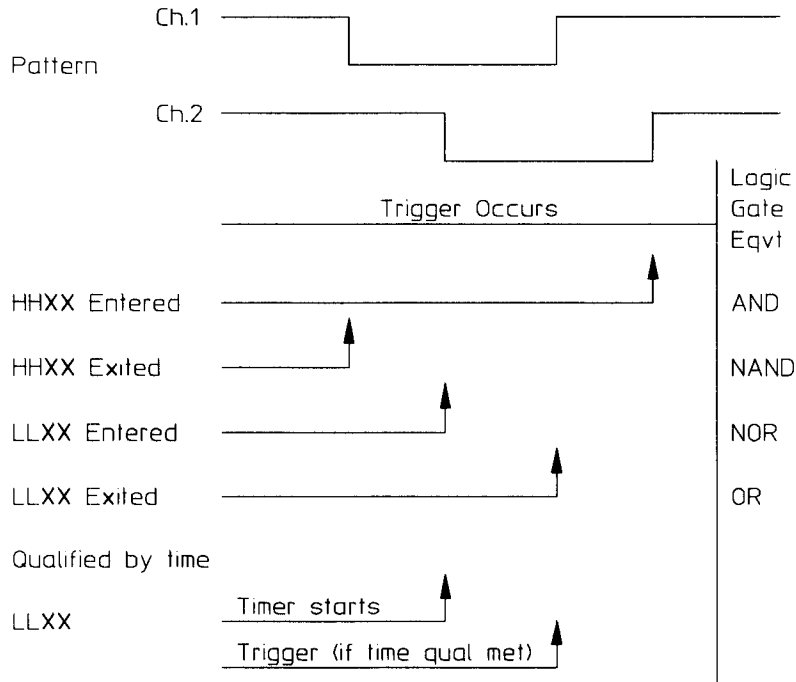 Ch.1
Pattern
Ch.2
Logic
Gate
Eqvt
Trigger Occurs
HHXX Entered
AND
HHXX Exited
NAND
LLXX Entered
NOR
LLXX Exited
OR
Qualified by time
Timer starts
LLXX
Trigger (if time qual met)